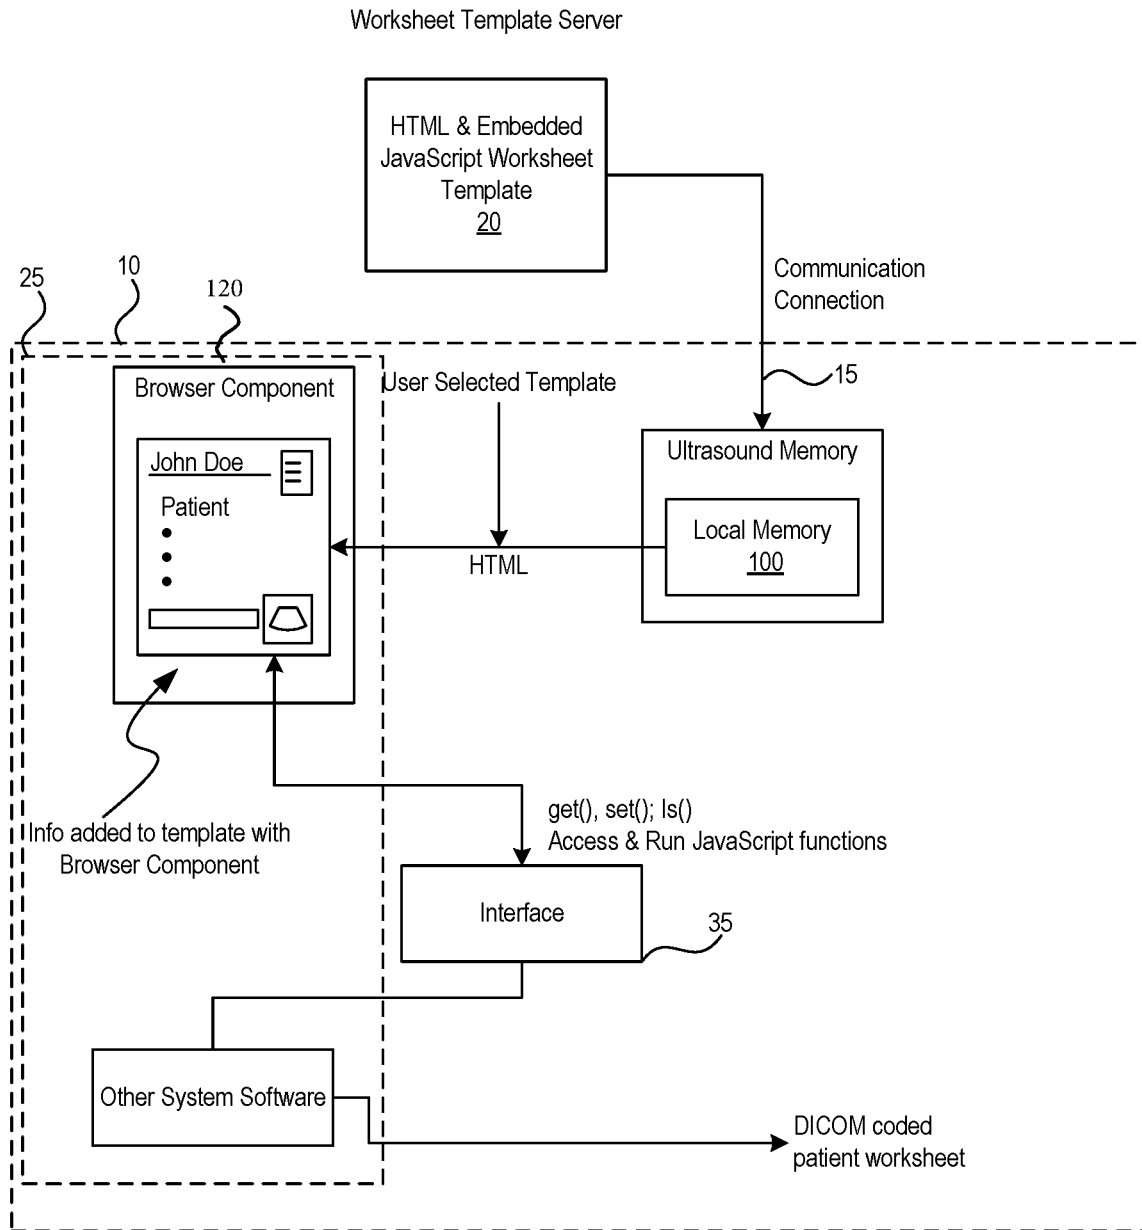 Worksheet Template Server
HTML & Embedded
JavaScript Worksheet
Template
20
Communication
Connection
25
10
120
15
Browser Component
User Selected Template
John Doe
Patient
HTML
Ultrasound Memory
Local Memory
100
Info added to template with
Browser Component
get(), set(); Is()
Access & Run JavaScript functions
Interface
35
Other System Software
DICOM coded
patient worksheet